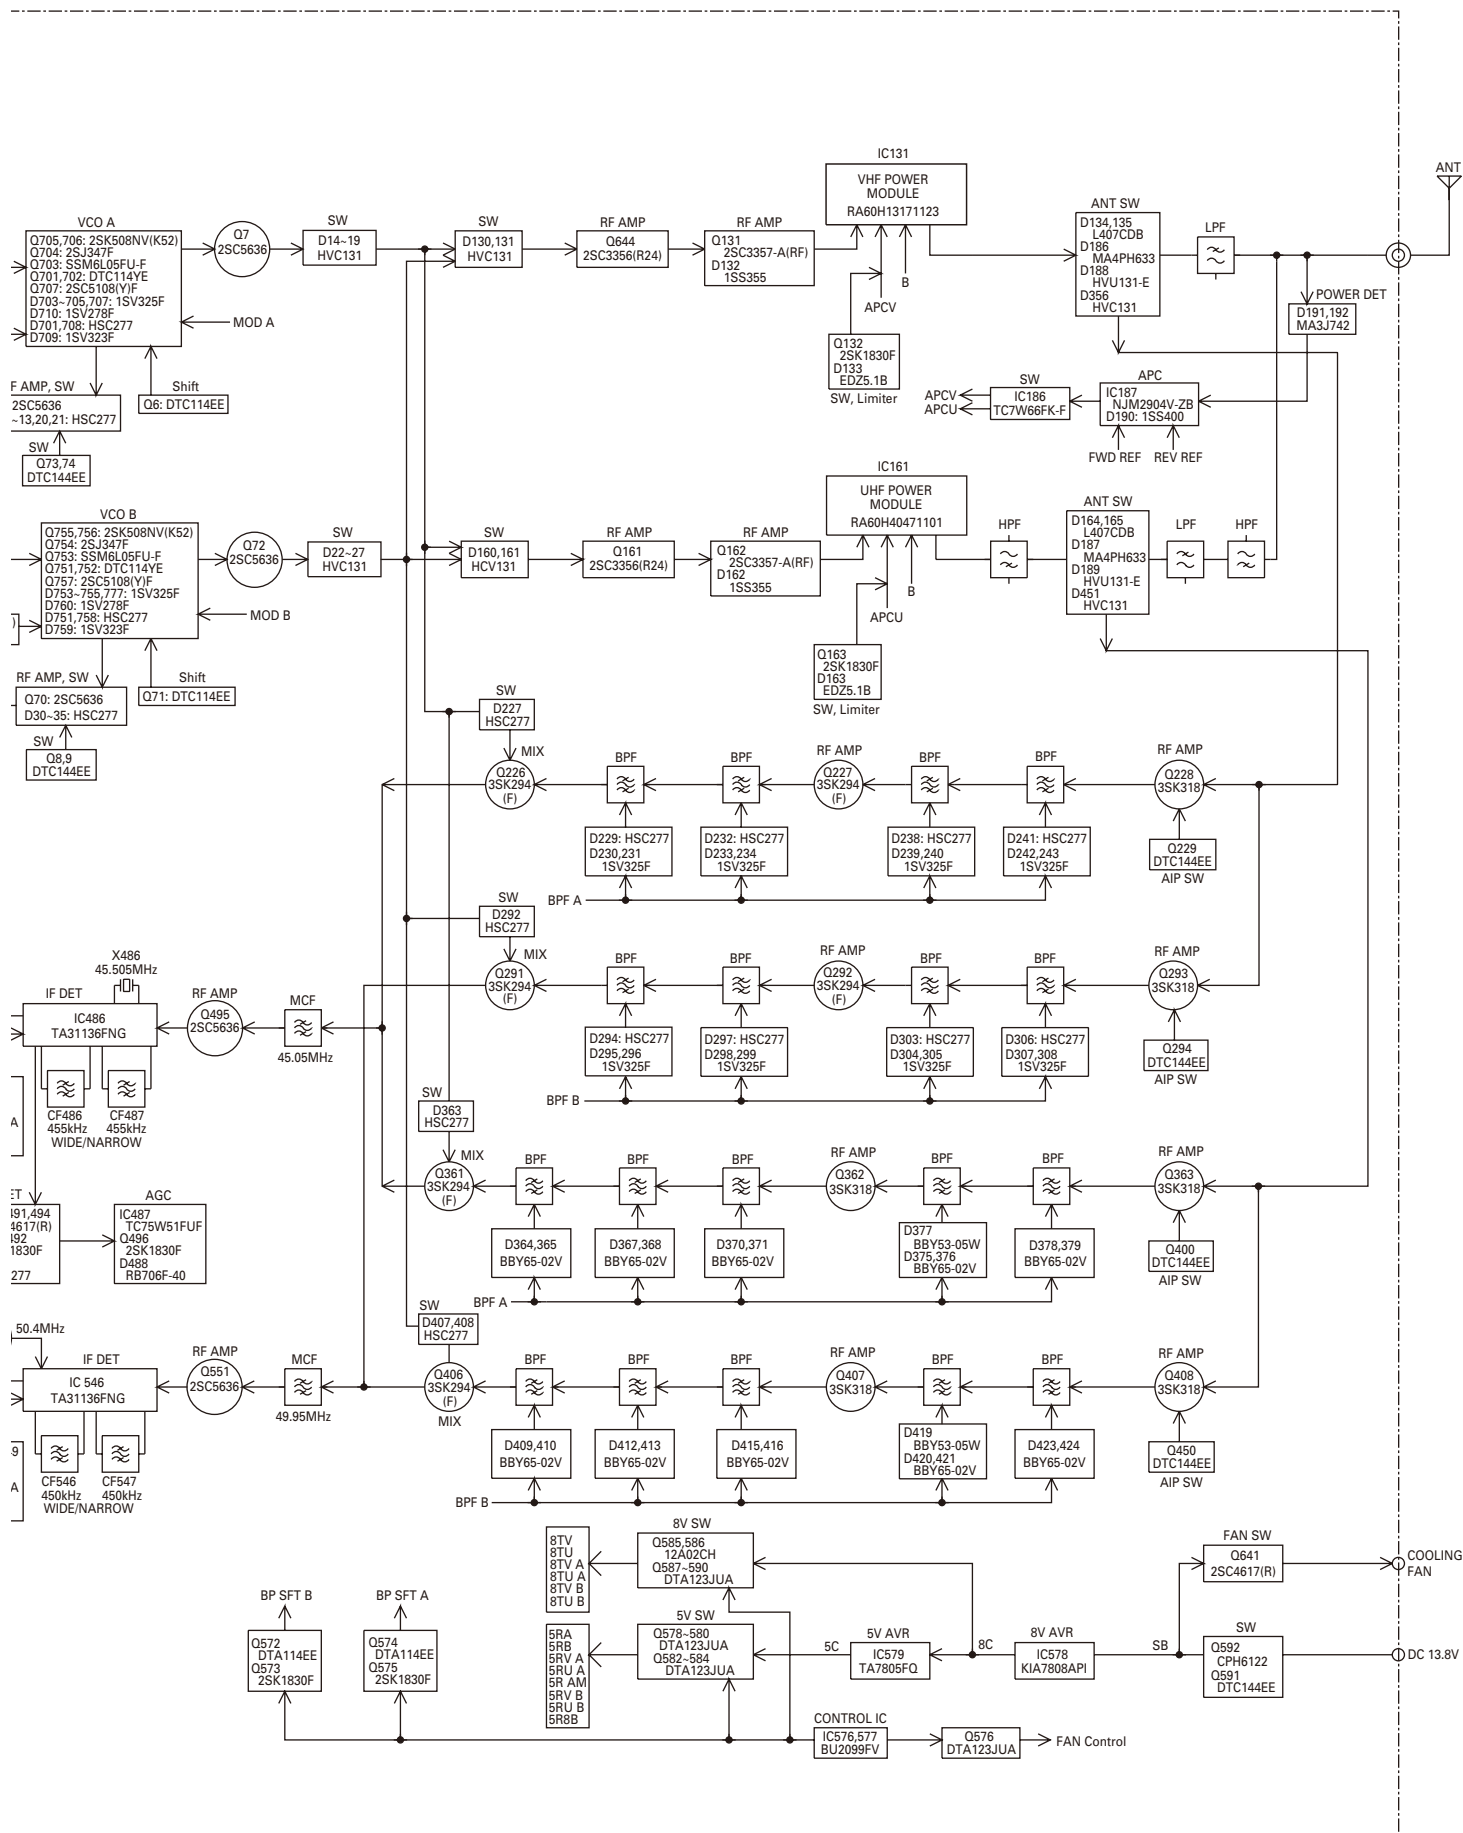 IC131
VHF POWER
MODULE
RA60H13171123
ANT
VCO A
Q705,706: 2SK508NV(K52)
Q704: 2SJ347F
Q703: SSM6L05FU-F
Q701,702: DTC114YE
Q707: 2SC5108(Y)F
D703~705,707: 1SV325F
D710: 1SV278F
D701,708: HSC277
D709: 1SV323F
Q7
2SC5636
SW
D14~19
HVC131
SW
D130,131
HVC131
RF AMP
Q644
2SC3356(R24)
RF AMP
Q131
2SC3357-A(RF)
D132
1SS355
ANT SW
D134,135
L407CDB
D186
MA4PH633
D188
HVU131-E
D356
HVC131
LPF
B
APCV
MOD A
POWER DET
D191,192
MA3J742
Q132
2SK1830F
D133
EDZ5.1B
SW, Limiter
F AMP, SW
2SC5636
~13,20,21: HSC277
Shift
Q6: DTC114EE
SW
Q73,74
DTC144EE
APCV
APCU
SW
IC186
TC7W66FK-F
APC
IC187
NJM2904V-ZB
D190: 1SS400
FWD REF
REV REF
IC161
UHF POWER
MODULE
RA60H40471101
VCO B
Q755,756: 2SK508NV(K52)
Q754: 2SJ347F
Q753: SSM6L05FU-F
Q751,752: DTC114YE
Q757: 2SC5108(Y)F
D753~755,777: 1SV325F
D760: 1SV278F
D751,758: HSC277
D759: 1SV323F
Q72
2SC5636
SW
D22~27
HVC131
SW
D160,161
HCV131
RF AMP
Q161
2SC3356(R24)
RF AMP
Q162
2SC3357-A(RF)
D162
1SS355
HPF
ANT SW
D164,165
L407CDB
D187
MA4PH633
D189
HVU131-E
D451
HVC131
LPF
HPF
B
APCU
MOD B
)
Q163
2SK1830F
D163
EDZ5.1B
SW, Limiter
RF AMP, SW
Q70: 2SC5636
D30~35: HSC277
Shift
Q71: DTC114EE
SW
Q8,9
DTC144EE
SW
D227
HSC277
MIX
Q226
3SK294
(F)
BPF
BPF
RF AMP
Q227
3SK294
(F)
BPF
BPF
RF AMP
Q228
3SK318
D229: HSC277
D230,231
1SV325F
D232: HSC277
D233,234
1SV325F
D238: HSC277
D239,240
1SV325F
D241: HSC277
D242,243
1SV325F
Q229
DTC144EE
AIP SW
BPF A
SW
D292
HSC277
MIX
Q291
3SK294
(F)
BPF
BPF
RF AMP
Q292
3SK294
(F)
BPF
BPF
RF AMP
Q293
3SK318
X486
45.505MHz
IF DET
IC486
TA31136FNG
RF AMP
Q495
2SC5636
MCF
45.05MHz
D294: HSC277
D295,296
1SV325F
D297: HSC277
D298,299
1SV325F
D303: HSC277
D304,305
1SV325F
D306: HSC277
D307,308
1SV325F
Q294
DTC144EE
AIP SW
BPF B
CF486
455kHz
CF487
455kHz
WIDE/NARROW
A
SW
D363
HSC277
MIX
Q361
3SK294
(F)
BPF
BPF
BPF
RF AMP
Q362
3SK318
BPF
BPF
RF AMP
Q363
3SK318
ET
491,494
4617(R)
492
1830F
277
AGC
IC487
TC75W51FUF
Q496
2SK1830F
D488
RB706F-40
D364,365
BBY65-02V
D367,368
BBY65-02V
D370,371
BBY65-02V
D377
BBY53-05W
D375,376
BBY65-02V
D378,379
BBY65-02V
Q400
DTC144EE
AIP SW
BPF A
SW
D407,408
HSC277
50.4MHz
IF DET
IC 546
TA31136FNG
RF AMP
Q551
2SC5636
MCF
49.95MHz
Q406
3SK294
(F)
MIX
BPF
BPF
BPF
RF AMP
Q407
3SK318
BPF
BPF
RF AMP
Q408
3SK318
D409,410
BBY65-02V
D412,413
BBY65-02V
D415,416
BBY65-02V
D419
BBY53-05W
D420,421
BBY65-02V
D423,424
BBY65-02V
Q450
DTC144EE
AIP SW
BPF B
9
A
CF546
450kHz
CF547
450kHz
WIDE/NARROW
8TV
8TU
8TV A
8TU A
8TV B
8TU B
8V SW
Q585,586
12A02CH
Q587~590
DTA123JUA
FAN SW
Q641
2SC4617(R)
COOLING
FAN
BP SFT B
BP SFT A
Q572
DTA114EE
Q573
2SK1830F
Q574
DTA114EE
Q575
2SK1830F
5RA
5RB
5RV A
5RU A
5R AM
5RV B
5RU B
5R8B
5V SW
Q578~580
DTA123JUA
Q582~584
DTA123JUA
5C
5V AVR
IC579
TA7805FQ
8C
8V AVR
IC578
KIA7808API
SB
SW
Q592
CPH6122
Q591
DTC144EE
DC 13.8V
CONTROL IC
IC576,577
BU2099FV
Q576
DTA123JUA
FAN Control